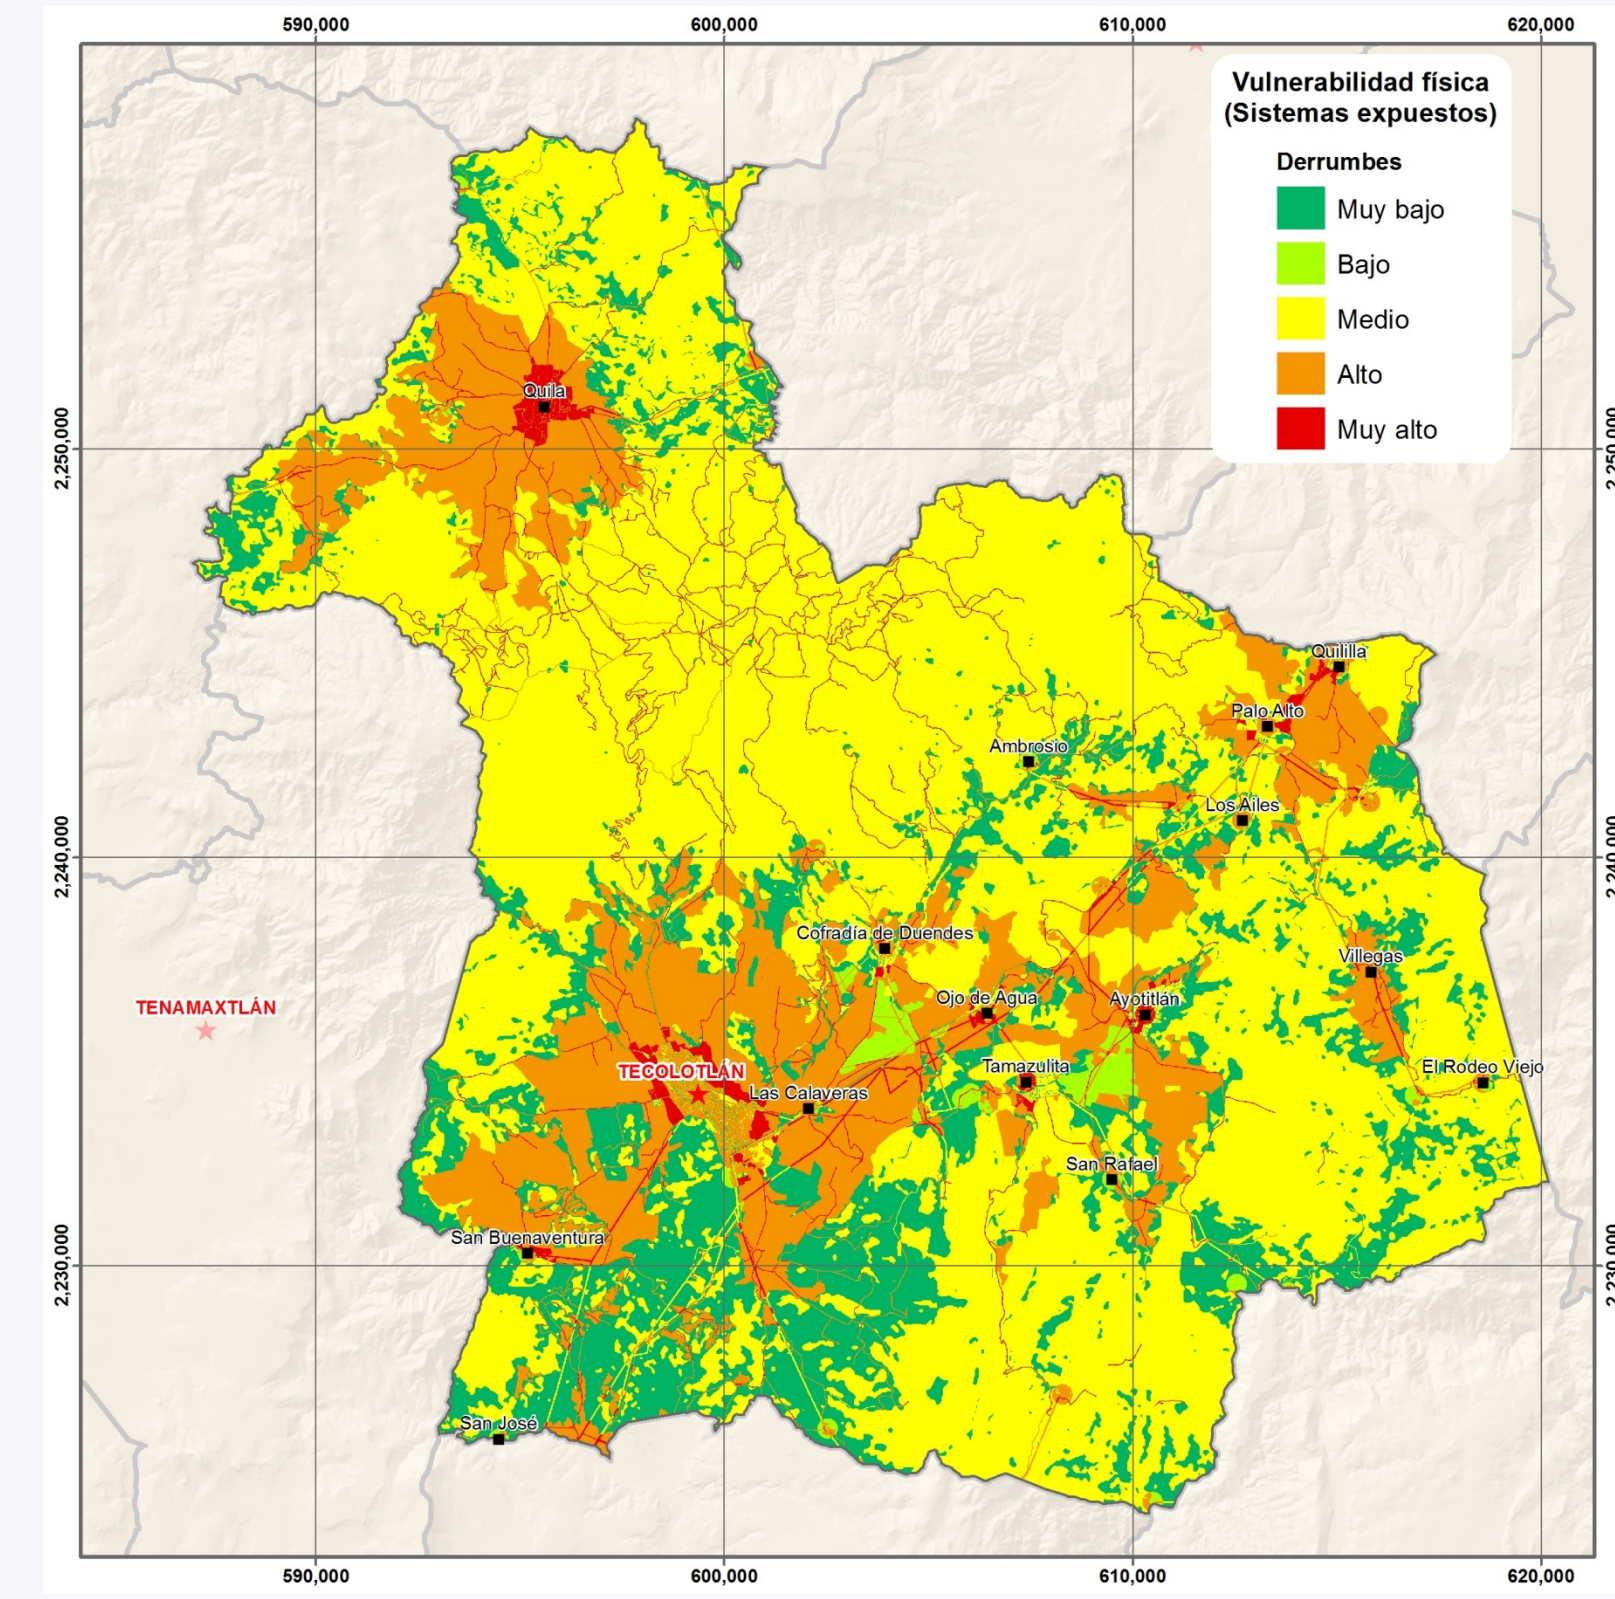 590,000
600,000
610,000
620,000
Vulnerabilidad física
(Sistemas expuestos)
Derrumbes
Muy bajo
Bajo
Medio
Alto
Muy alto
Quila
2,250,000
Quililla
Palo Alto
Ambrosio
Los Ailes
2,240,000
Cofradía de Duendes
Villegas
Ojo de Agua
Ayotitlán
TENAMAXTLÁN
TECOLOTLÁN
Tamazulita
El Rodeo Viejo
Las Calaveras
San Rafael
San Buenaventura
2,230,000
San José
590,000
600,000
610,000
620,000